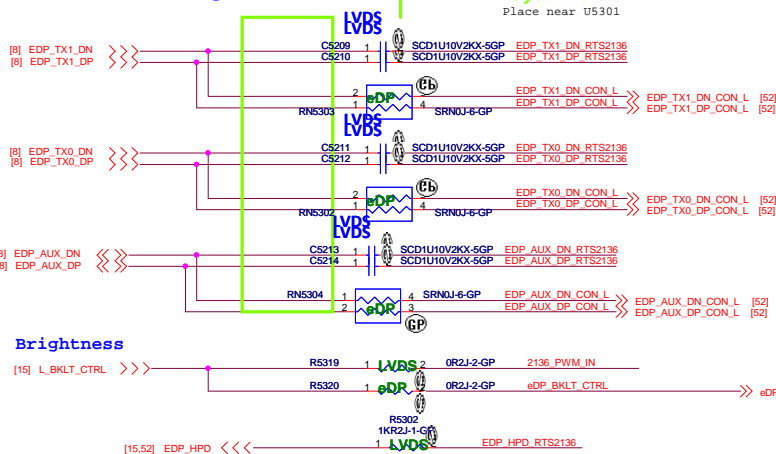 Place near U5301
LVDS
LVDS
[8] EDP_TX1_DN C5209 1 SCD1U10V2KX-5GP EDP_TX1_DN_RTS2136
[8] EDP_TX1_DP C5210 1 SCD1U10V2KX-5GP EDP_TX1_DP_RTS2136
2 eDP EDP_TX1_DN_CON_L EDP_TX1_DN_CON_L [52]
1 4 EDP_TX1_DP_CON_L EDP_TX1_DP_CON_L [52]
RN5303 SRN0J-6-GP
LVDS
LVDS
[8] EDP_TX0_DN C5211 1 SCD1U10V2KX-5GP EDP_TX0_DN_RTS2136
[8] EDP_TX0_DP C5212 1 SCD1U10V2KX-5GP EDP_TX0_DP_RTS2136
2 eDP EDP_TX0_DN_CON_L EDP_TX0_DN_CON_L [52]
1 4 EDP_TX0_DP_CON_L EDP_TX0_DP_CON_L [52]
RN5302 SRN0J-6-GP
LVDS
LVDS
EDP_AUX_DN C5213 1 SCD1U10V2KX-5GP EDP_AUX_DN_RTS2136
EDP_AUX_DP C5214 1 SCD1U10V2KX-5GP EDP_AUX_DP_RTS2136
RN5304 1 4 SRN0J-6-GP EDP_AUX_DN_CON_L EDP_AUX_DN_CON_L [52]
2 eDP 3 EDP_AUX_DP_CON_L EDP_AUX_DP_CON_L [52]
GP
Brightness
[15] L_BKLT_CTRL R5319 1 LVDS 2 0R2J-2-GP 2136_PWM_IN
R5320 1 eDP 0R2J-2-GP eDP_BKLT_CTRL
R5302
1KR2J-1-GP
[15,52] EDP_HPD 1 LVDS EDP_HPD_RTS2136